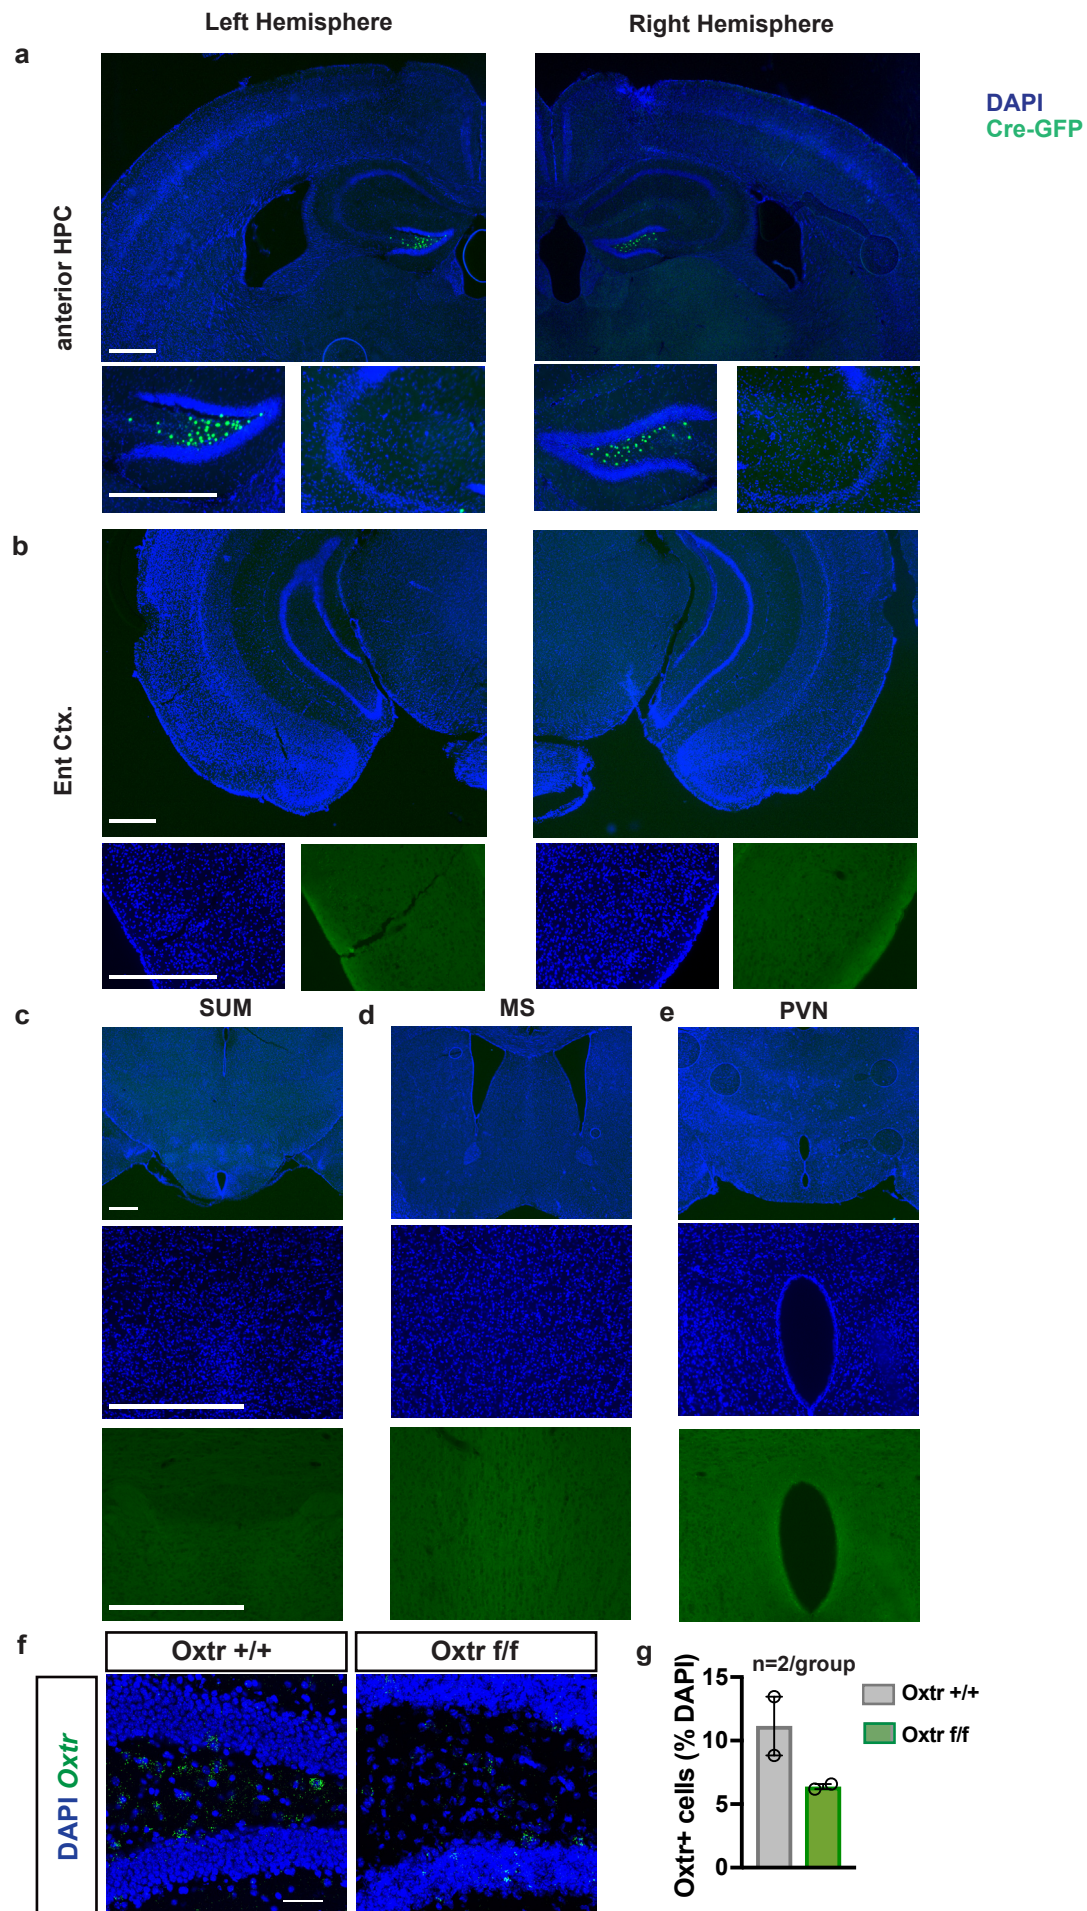 Left Hemisphere
Right Hemisphere
a
DAPI
Cre-GFP
anterior HPC
b
Ent Ctx.
c
SUM
d
MS
e
PVN
f
Oxtr +/+
Oxtr f/f
DAPI Oxtr
g
n=2/group
15
10
5
0
Oxtr+ cells (% DAPI)
Oxtr +/+
Oxtr f/f